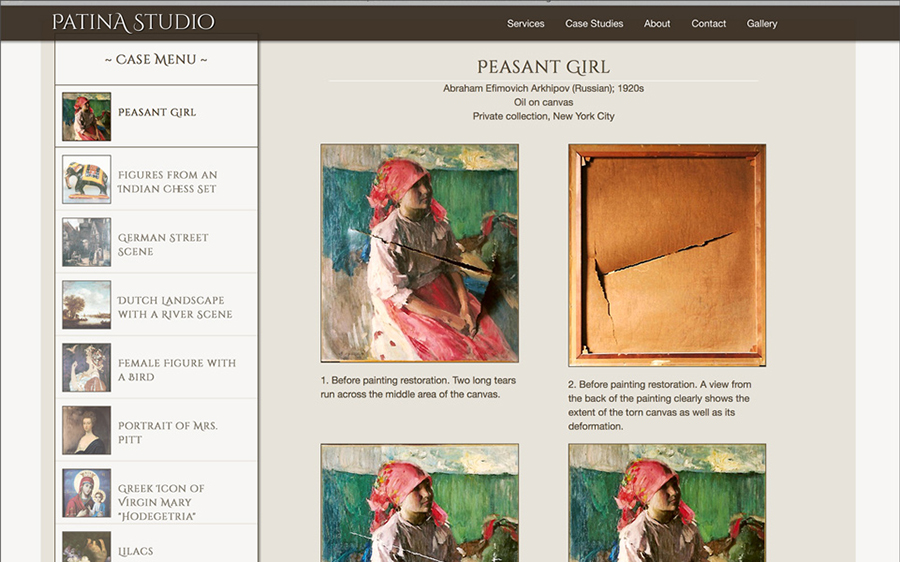 PATINA STUDIO
Services
Case Studies
About
Contact
Gallery
~ CASE MENU ~
PEASANT GIRL
FIGURES FROM AN
INDIAN CHESS SET
GERMAN STREET
SCENE
DUTCH LANDSCAPE
WITH A RIVER SCENE
FEMALE FIGURE WITH
A BIRD
PORTRAIT OF MRS.
PITT
GREEK ICON OF
VIRGIN MARY
"HODEGETRIA"
LILACS
PEASANT GIRL
Abraham Efimovich Arkhipov (Russian); 1920s
Oil on canvas
Private collection, New York City
1. Before painting restoration. Two long tears
run across the middle area of the canvas.
2. Before painting restoration. A view from
the back of the painting clearly shows the
extent of the torn canvas as well as its
deformation.